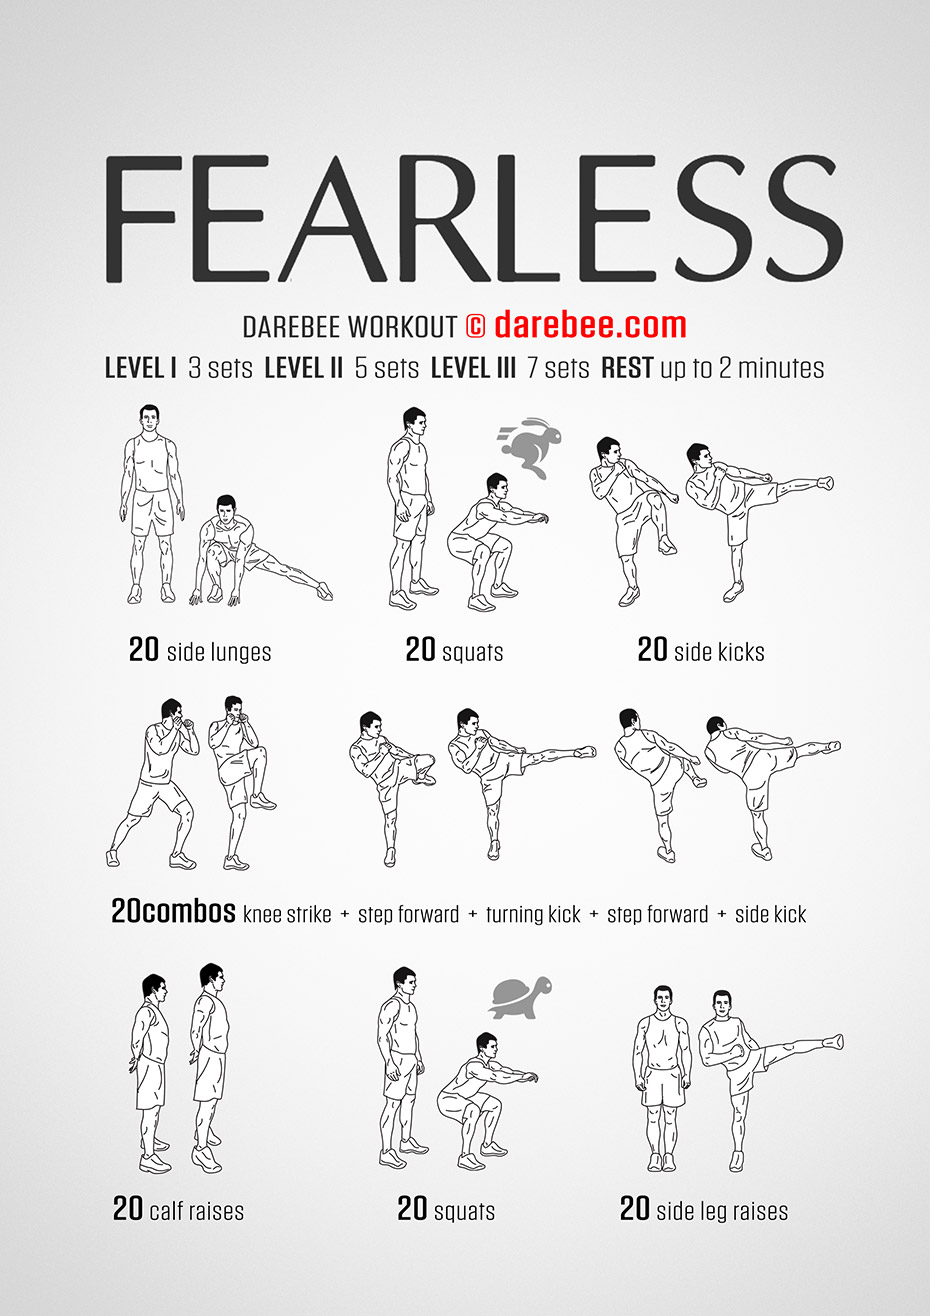 FEARLESS
DAREBEE WORKOUT © darebee.com
LEVEL I 3 sets LEVEL II 5 sets LEVEL III 7 sets REST up to 2 minutes
20 side lunges
20 squats
20 side kicks
20combos knee strike + step forward + turning kick + step forward + side kick
20 calf raises
20 squats
20 side leg raises